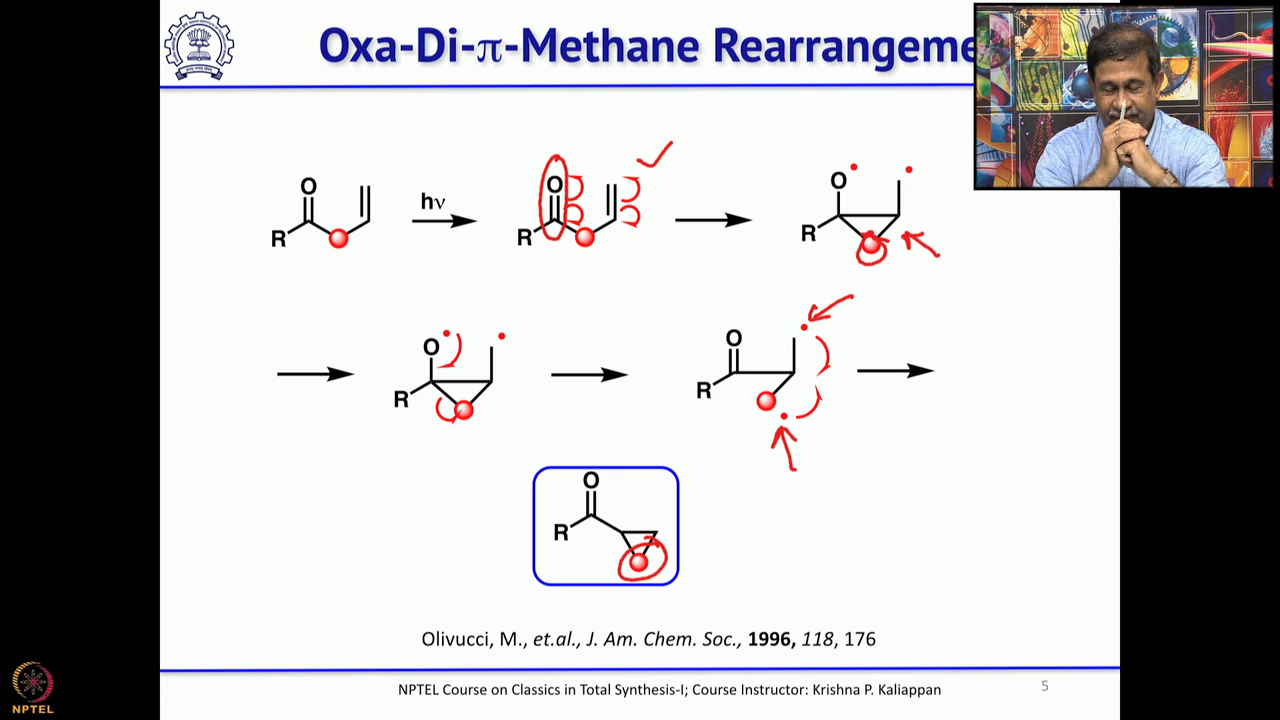 Oxa-Di-π-Methane Rearrangeme
O
R
hν
O
R
O
R
O
R
O
R
O
R
Olivucci, M., et.al., J. Am. Chem. Soc., 1996, 118, 176
NPTEL Course on Classics in Total Synthesis-I; Course Instructor: Krishna P. Kaliappan
5
NPTEL